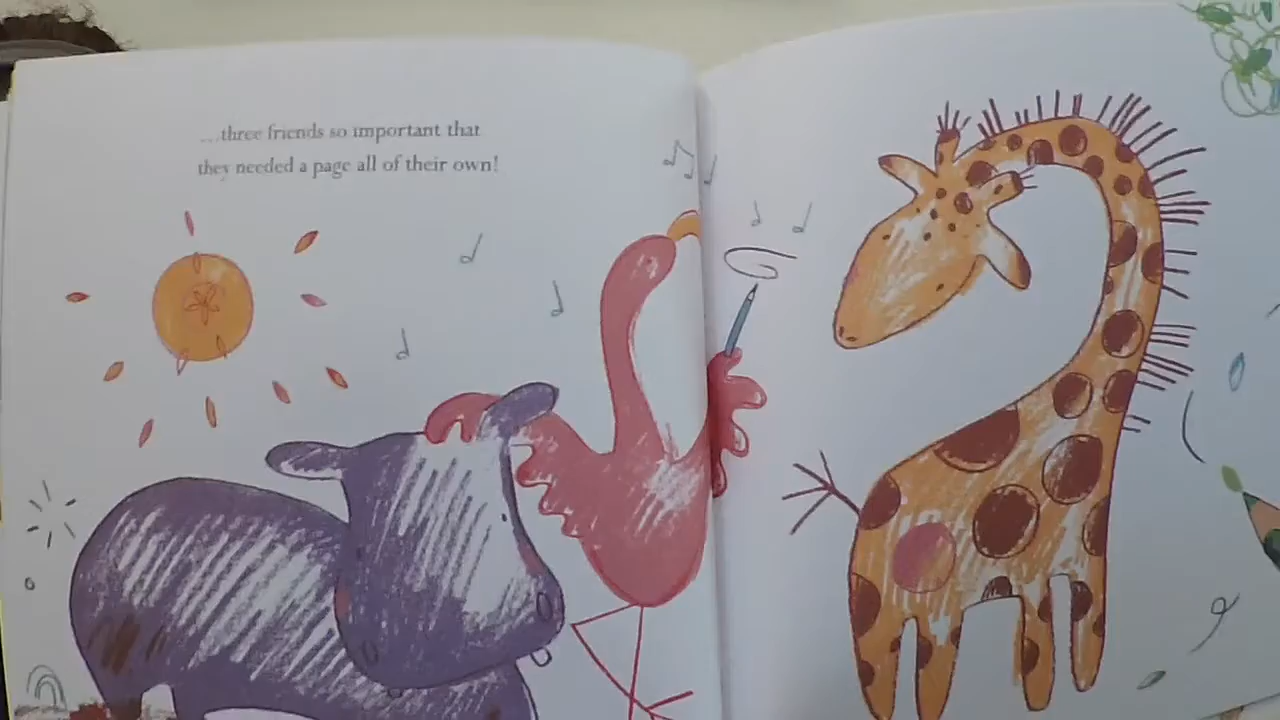 ...three friends so important that
they needed a page all of their own!